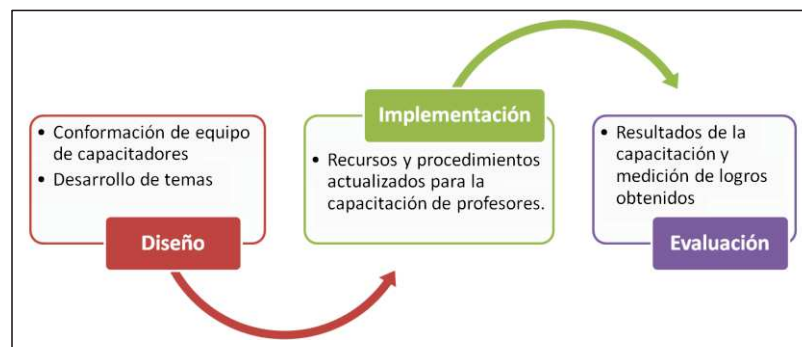 • Conformación de equipo
de capacitadores
• Desarrollo de temas
Diseño
Implementación
• Recursos y procedimientos
actualizados para la
capacitación de profesores.
• Resultados de la
capacitación y
medición de logros
obtenidos
Evaluación